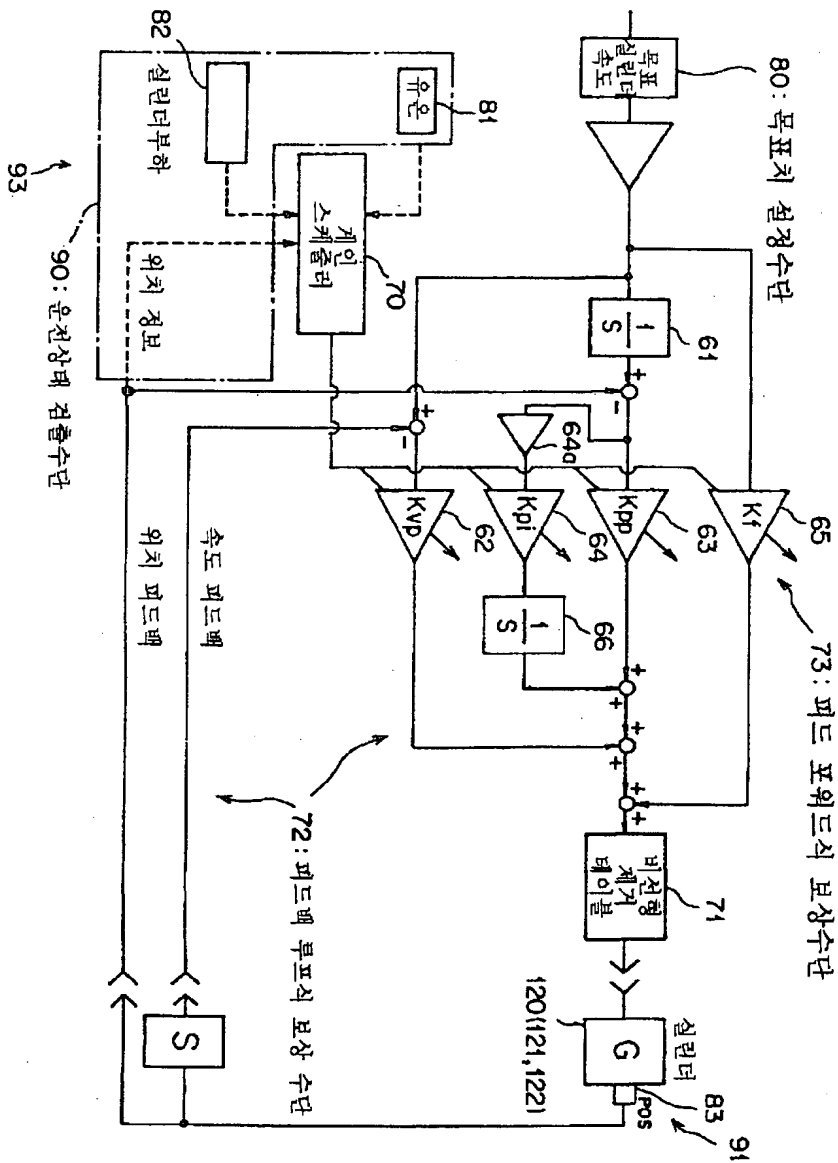 80: 목표치 설정수단
목표
실린더
속도
81
유온
82
실린더부하
93
90: 운전상태 검출수단
위치 정보
게인
스케쥴러
70
1
S
61
+
-
+
-
64a
Kvp
62
Kpi
64
Kpp
63
Kf
65
1
S
66
+
+
+
+
+
+
73: 피드 포워드식 보상수단
72: 피드백 루프식 보상 수단
속도 피드백
위치 피드백
비선형
제거
테이블
71
실린더
G
120(121,122)
83
POS
91
S